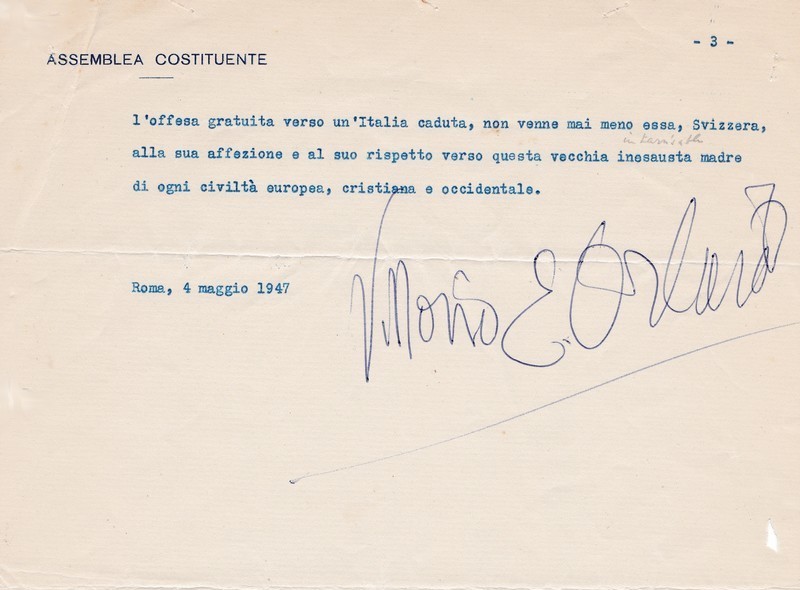 - 3 -
ASSEMBLEA COSTITUENTE
l'offesa gratuita verso un'Italia caduta, non venne mai meno essa, Svizzera,
alla sua affezione e al suo rispetto verso questa vecchia inesausta madre
di ogni civiltà europea, cristiana e occidentale.
Roma, 4 maggio 1947
Vittorio E. Orlando